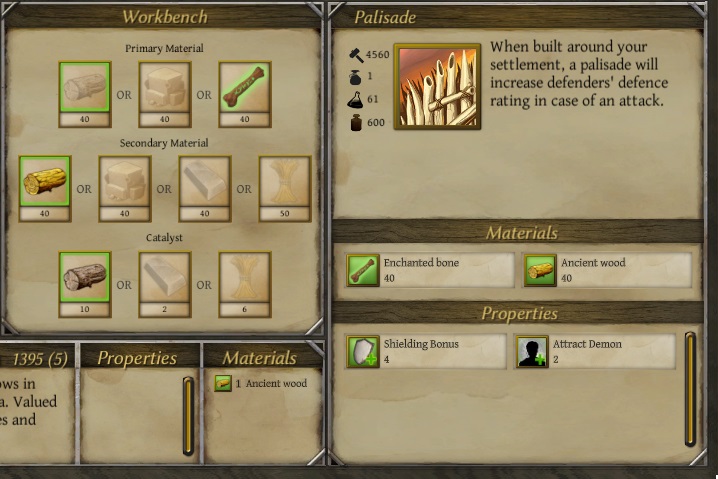 Workbench
Primary Material
OR OR
40 40 40
Secondary Material
OR OR OR
40 40 40 50
Catalyst
OR OR
10 2 6
1395 (5)
ows in
a. Valued
es and
Properties
Materials
1 Ancient wood
Palisade
4560
1
61
600
When built around your
settlement, a palisade will
increase defenders' defence
rating in case of an attack.
Materials
Enchanted bone
40
Ancient wood
40
Properties
Shielding Bonus
4
Attract Demon
2